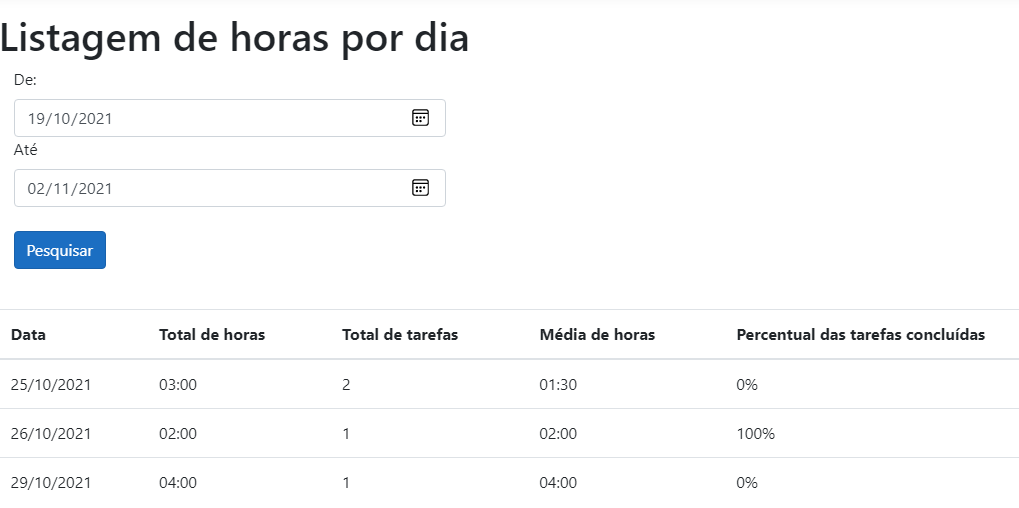 Listagem de horas por dia
De:
19/10/2021
Até
02/11/2021
Pesquisar
Data Total de horas Total de tarefas Média de horas Percentual das tarefas concluídas
25/10/2021 03:00 2 01:30 0%
26/10/2021 02:00 1 02:00 100%
29/10/2021 04:00 1 04:00 0%